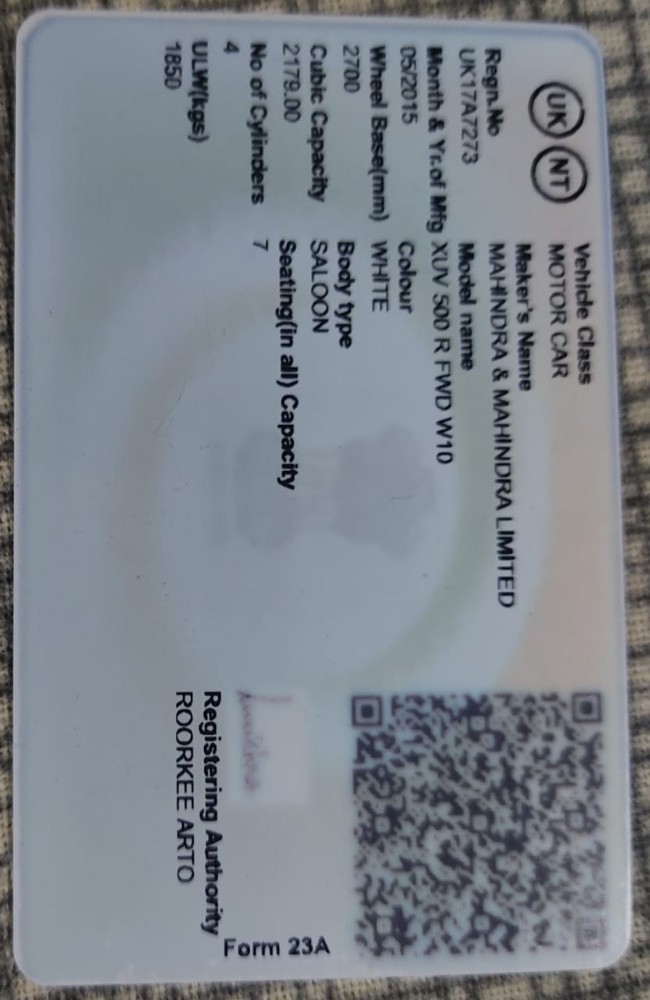 UK NT
Vehicle Class
MOTOR CAR
Regn.No
UK17A7273
Maker's Name
MAHINDRA & MAHINDRA LIMITED
Month & Yr.of Mfg
05/2015
Model name
XUV 500 R FWD W10
Wheel Base(mm)
2700
Colour
WHITE
Cubic Capacity
2179.00
Body type
SALOON
No of Cylinders
4
Seating(in all) Capacity
7
ULW(kgs)
1850
Registering Authority
ROORKEE ARTO
Form 23A